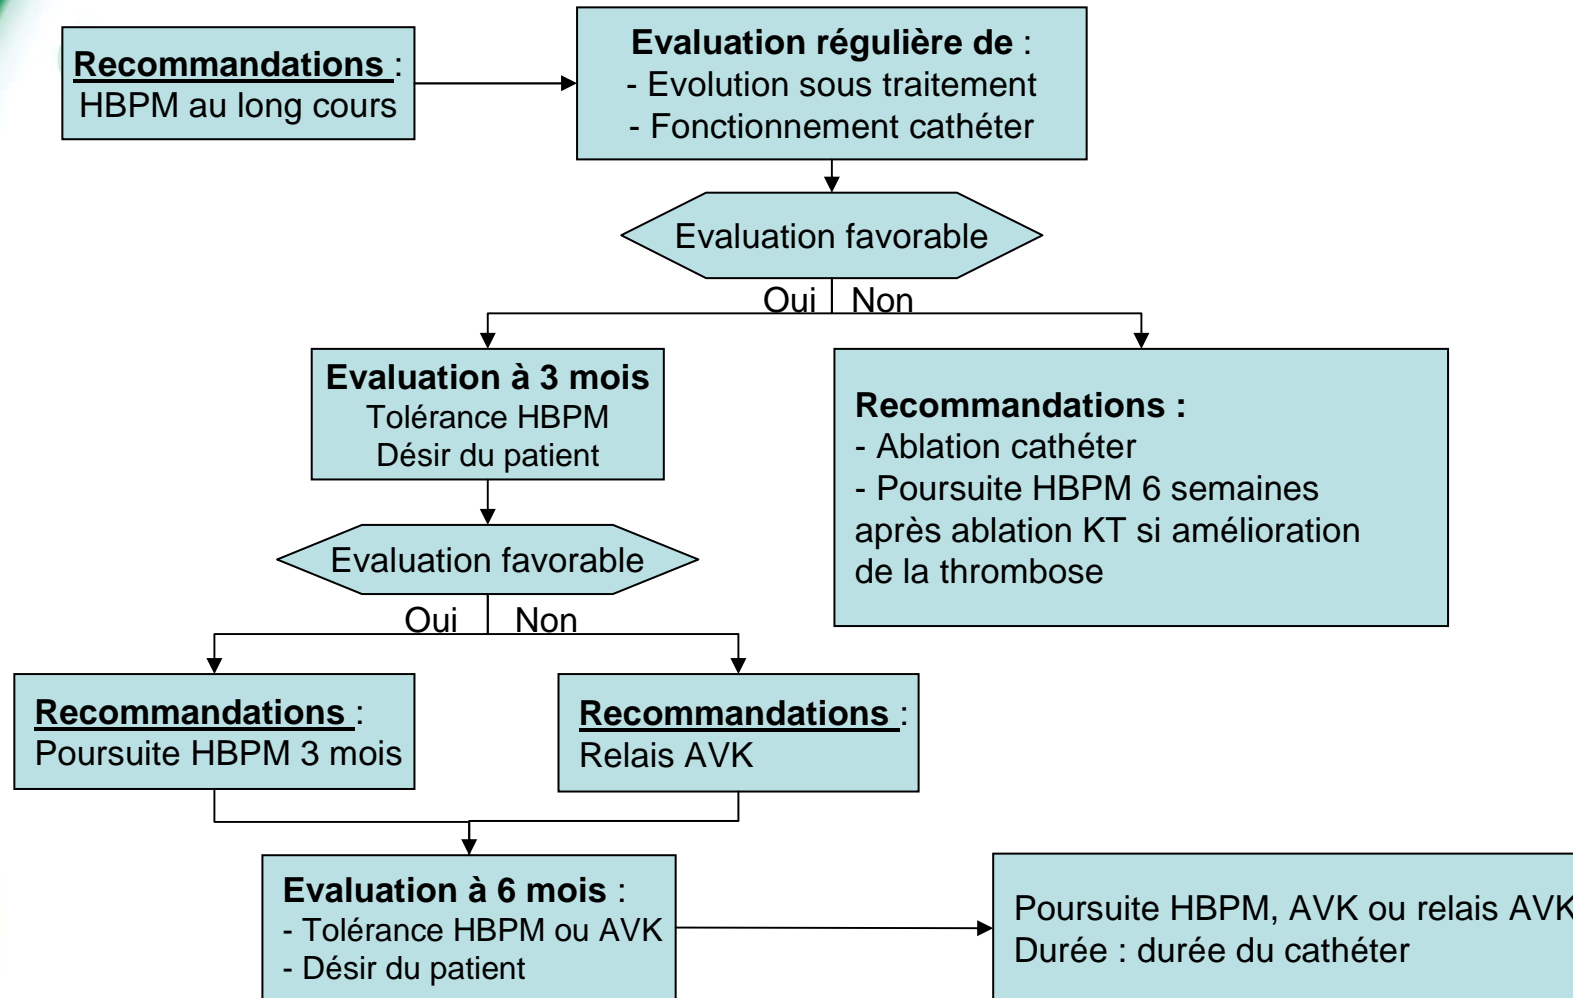 Recommandations :
HBPM au long cours
Evaluation régulière de :
- Evolution sous traitement
- Fonctionnement cathéter
Evaluation favorable
Oui
Non
Evaluation à 3 mois
Tolérance HBPM
Désir du patient
Recommandations :
- Ablation cathéter
- Poursuite HBPM 6 semaines
après ablation KT si amélioration
de la thrombose
Evaluation favorable
Oui
Non
Recommandations :
Poursuite HBPM 3 mois
Recommandations :
Relais AVK
Evaluation à 6 mois :
- Tolérance HBPM ou AVK
- Désir du patient
Poursuite HBPM, AVK ou relais AVK
Durée : durée du cathéter